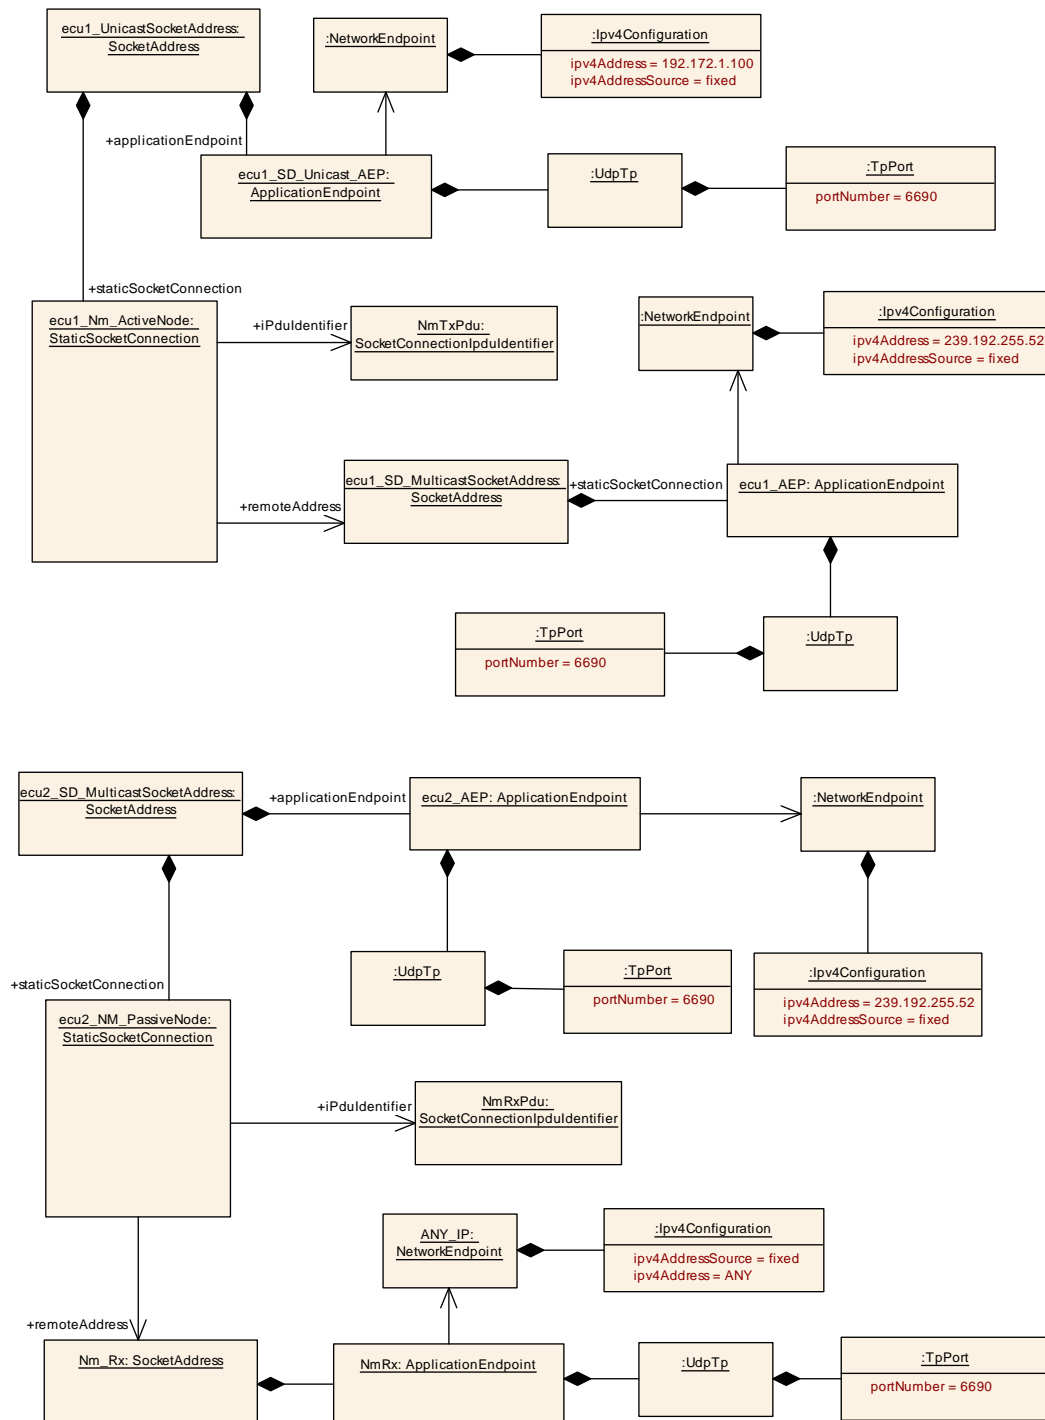 ecu1_UnicastSocketAddress:
SocketAddress
:NetworkEndpoint
:Ipv4Configuration
ipv4Address = 192.172.1.100
ipv4AddressSource = fixed
+applicationEndpoint
ecu1_SD_Unicast_AEP:
ApplicationEndpoint
:UdpTp
:TpPort
portNumber = 6690
+staticSocketConnection
ecu1_Nm_ActiveNode:
StaticSocketConnection
+iPduIdentifier
NmTxPdu:
SocketConnectionIpduIdentifier
:NetworkEndpoint
:Ipv4Configuration
ipv4Address = 239.192.255.52
ipv4AddressSource = fixed
+remoteAddress
ecu1_SD_MulticastSocketAddress:
SocketAddress
+staticSocketConnection
ecu1_AEP: ApplicationEndpoint
:TpPort
portNumber = 6690
:UdpTp
ecu2_SD_MulticastSocketAddress:
SocketAddress
+applicationEndpoint
ecu2_AEP: ApplicationEndpoint
:NetworkEndpoint
:UdpTp
:TpPort
portNumber = 6690
:Ipv4Configuration
ipv4Address = 239.192.255.52
ipv4AddressSource = fixed
+staticSocketConnection
ecu2_NM_PassiveNode:
StaticSocketConnection
+iPduIdentifier
NmRxPdu:
SocketConnectionIpduIdentifier
ANY_IP:
NetworkEndpoint
:Ipv4Configuration
ipv4AddressSource = fixed
ipv4Address = ANY
+remoteAddress
Nm_Rx: SocketAddress
NmRx: ApplicationEndpoint
:UdpTp
:TpPort
portNumber = 6690